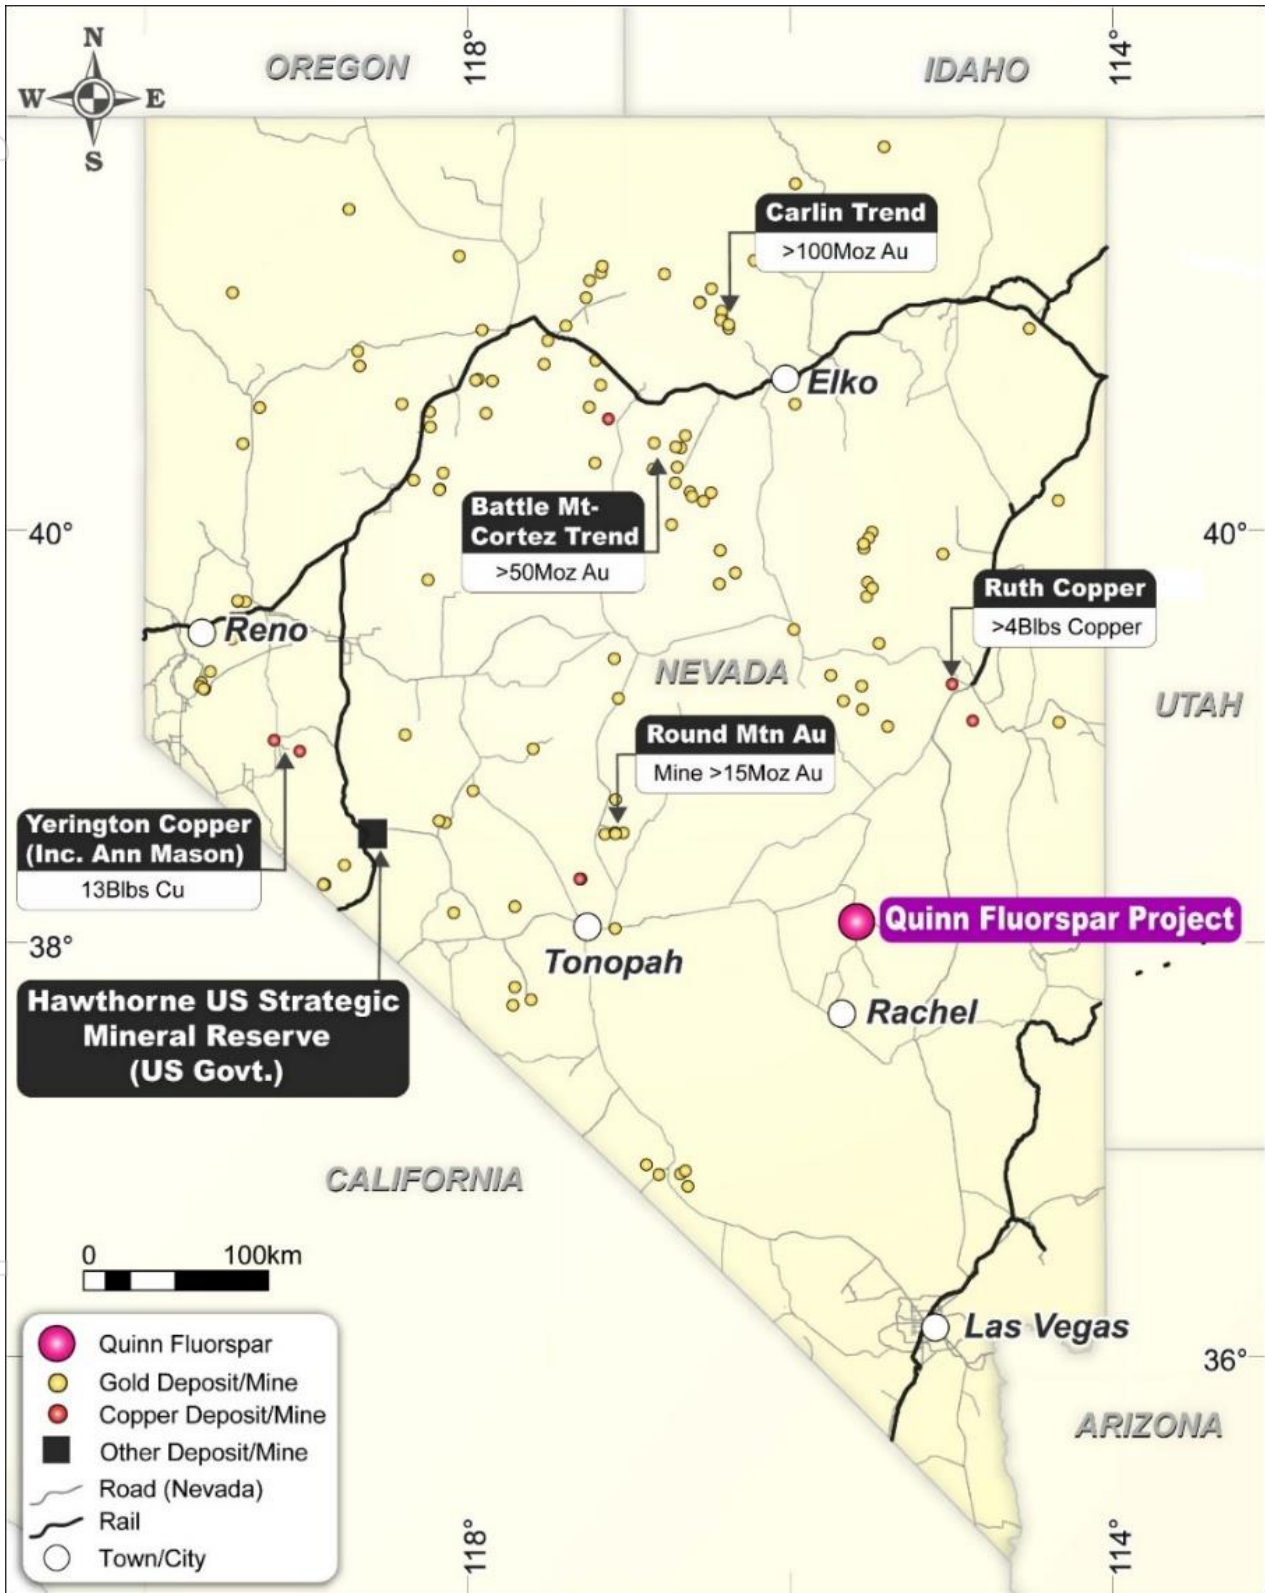 N
W E
S
OREGON
118°
IDAHO
114°
Carlin Trend
>100Moz Au
Elko
Battle Mt-
Cortez Trend
>50Moz Au
40°
40°
Ruth Copper
>4Blbs Copper
Reno
NEVADA
UTAH
Round Mtn Au
Mine >15Moz Au
Yerington Copper
(Inc. Ann Mason)
13Blbs Cu
Quinn Fluorspar Project
38°
Tonopah
Hawthorne US Strategic
Mineral Reserve
(US Govt.)
Rachel
CALIFORNIA
0 100km
Las Vegas
36°
ARIZONA
Quinn Fluorspar
Gold Deposit/Mine
Copper Deposit/Mine
Other Deposit/Mine
Road (Nevada)
Rail
Town/City
118°
114°